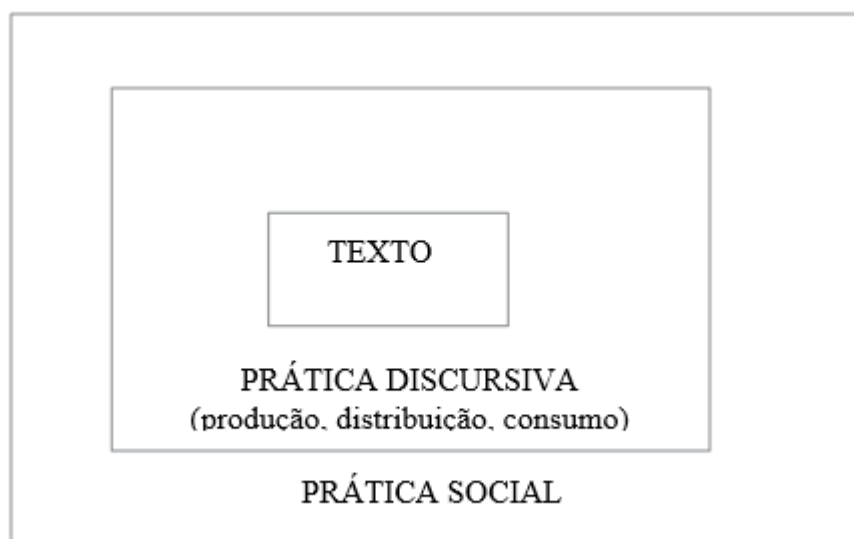 TEXTO
PRÁTICA DISCURSIVA
(produção, distribuição, consumo)
PRÁTICA SOCIAL